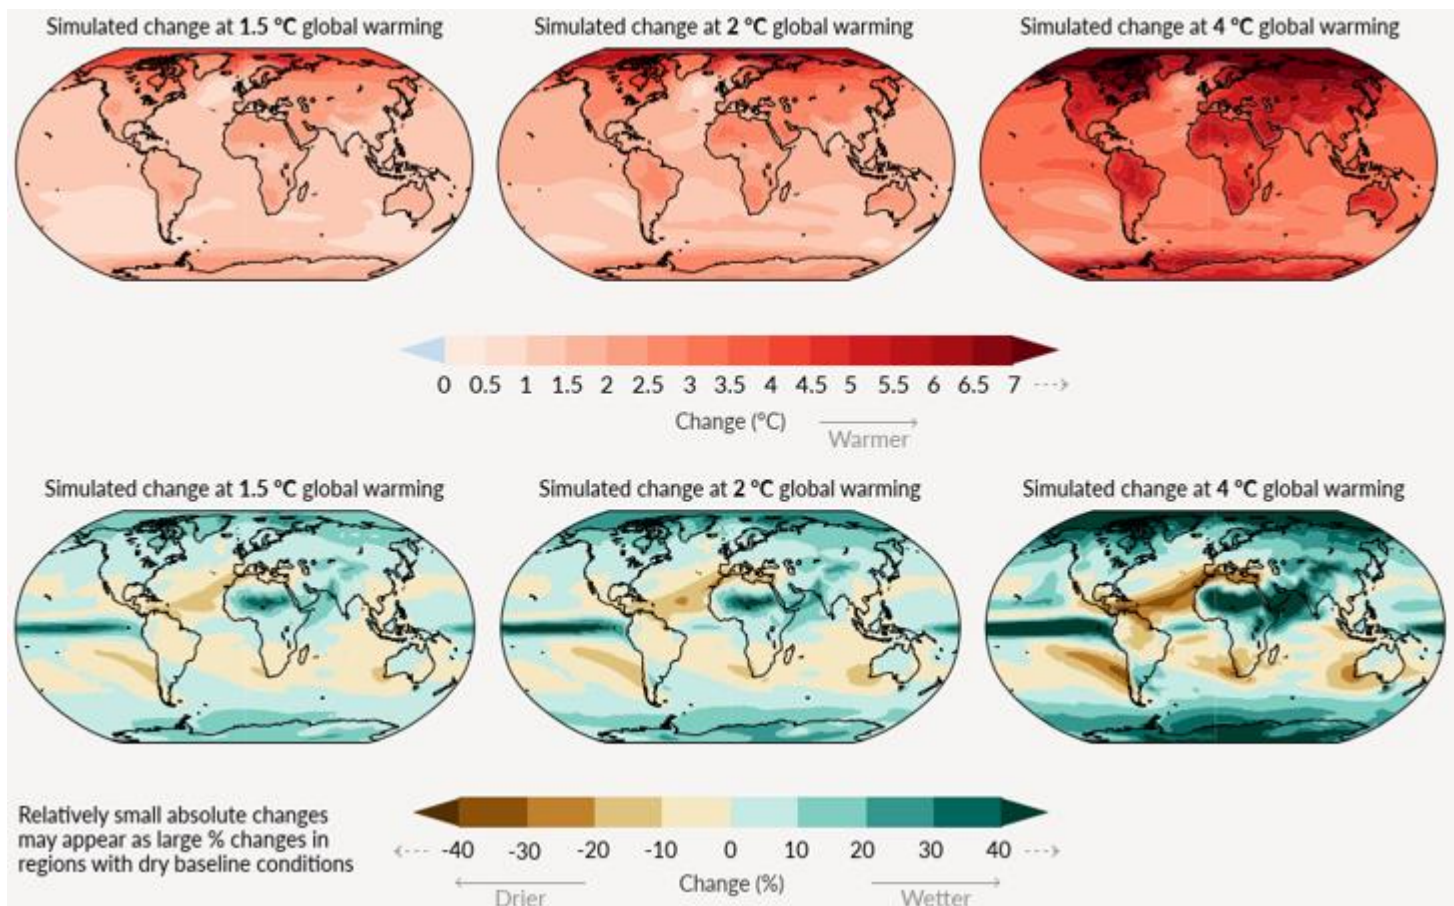 Simulated change at 1.5 °C global warming
Simulated change at 2 °C global warming
Simulated change at 4 °C global warming
0 0.5 1 1.5 2 2.5 3 3.5 4 4.5 5 5.5 6 6.5 7
Change (°C)
Warmer
Simulated change at 1.5 °C global warming
Simulated change at 2 °C global warming
Simulated change at 4 °C global warming
Relatively small absolute changes
may appear as large % changes in
regions with dry baseline conditions
-40 -30 -20 -10 0 10 20 30 40
Change (%)
Drier
Wetter